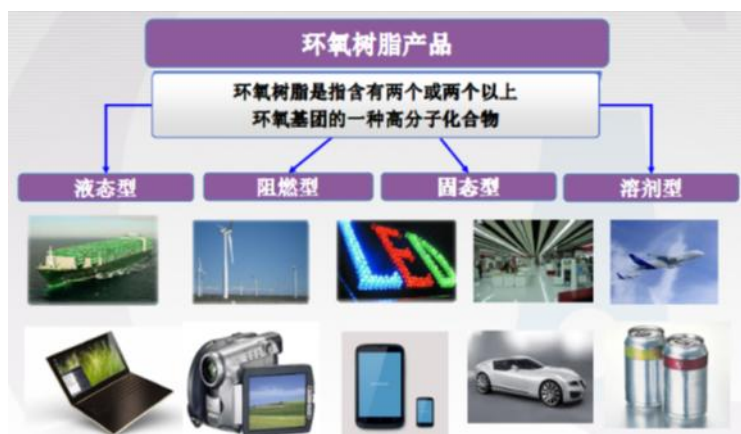 环氧树脂产品
环氧树脂是指含有两个或两个以上
环氧基团的一种高分子化合物
液态型
阻燃型
固态型
溶剂型
LED